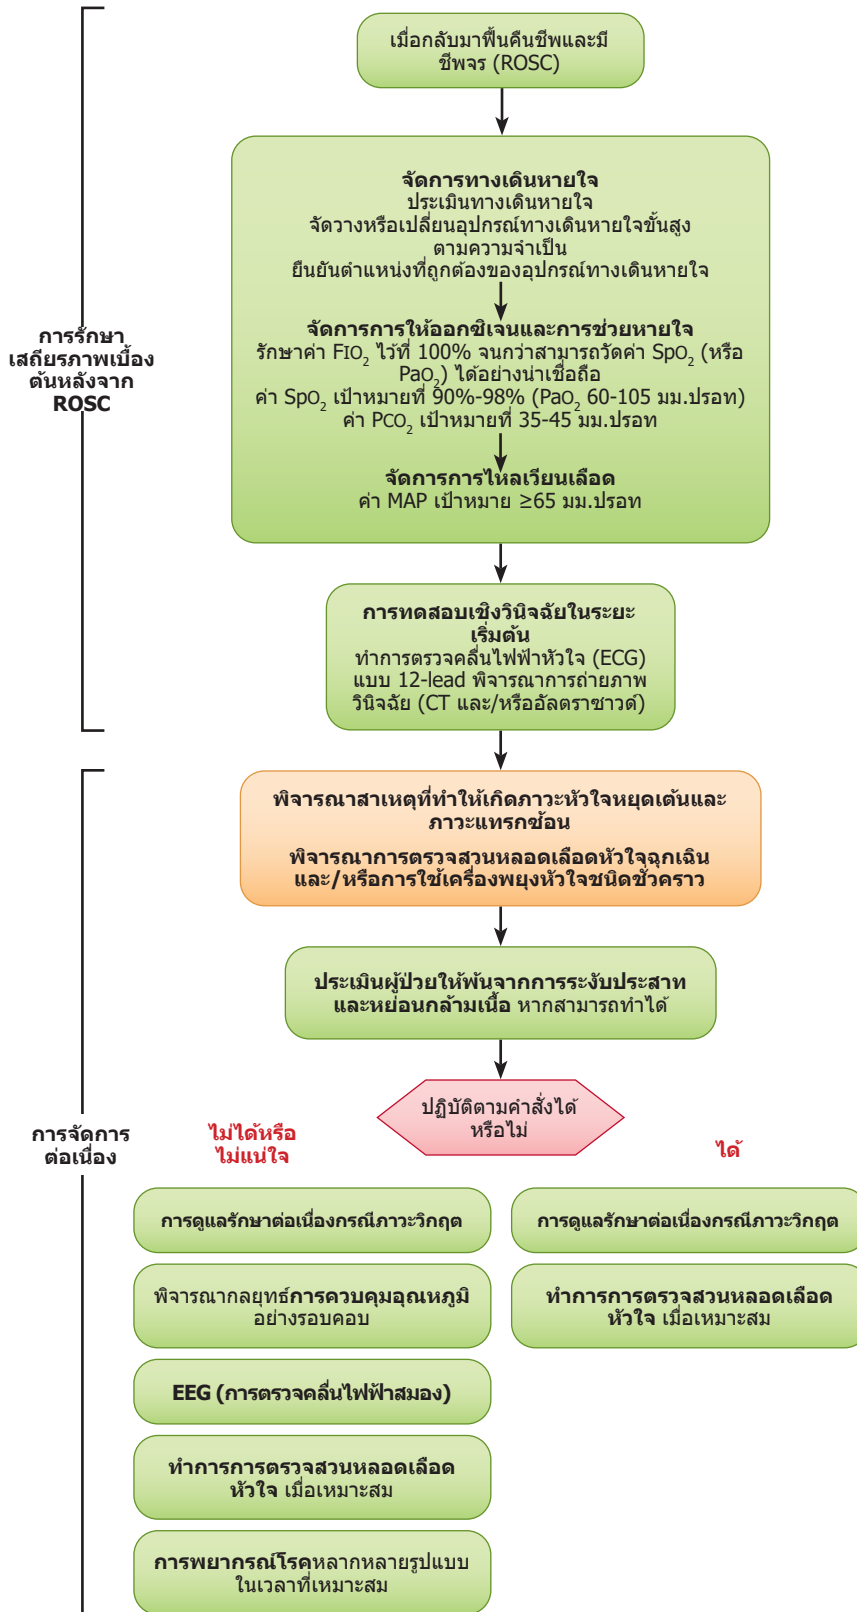 เมื่อกลับมาฟื้นคืนชีพและมี
ชีพจร (ROSC)
จัดการทางเดินหายใจ
ประเมินทางเดินหายใจ
จัดวางหรือเปลี่ยนอุปกรณ์ทางเดินหายใจขั้นสูง
ตามความจำเป็น
ยืนยันตำแหน่งที่ถูกต้องของอุปกรณ์ทางเดินหายใจ
จัดการการให้ออกซิเจนและการช่วยหายใจ
รักษาค่า FIO₂ ไว้ที่ 100% จนกว่าสามารถวัดค่า SpO₂ (หรือ
PaO₂) ได้อย่างน่าเชื่อถือ
ค่า SpO₂ เป้าหมายที่ 90%-98% (PaO₂ 60-105 มม.ปรอท)
ค่า PCO₂ เป้าหมายที่ 35-45 มม.ปรอท
จัดการการไหลเวียนเลือด
ค่า MAP เป้าหมาย ≥65 มม.ปรอท
การรักษา
เสถียรภาพเบื้อง
ต้นหลังจาก
ROSC
การทดสอบเชิงวินิจฉัยในระยะ
เริ่มต้น
ทำการตรวจคลื่นไฟฟ้าหัวใจ (ECG)
แบบ 12-lead พิจารณาการถ่ายภาพ
วินิจฉัย (CT และ/หรืออัลตราซาวด์)
พิจารณาสาเหตุที่ทำให้เกิดภาวะหัวใจหยุดเต้นและ
ภาวะแทรกซ้อน
พิจารณาการตรวจสวนหลอดเลือดหัวใจฉุกเฉิน
และ/หรือการใช้เครื่องพยุงหัวใจชนิดชั่วคราว
ประเมินผู้ป่วยให้พ้นจากการระงับประสาท
และหย่อนกล้ามเนื้อ หากสามารถทำได้
ปฏิบัติตามคำสั่งได้
หรือไม่
การจัดการ
ต่อเนื่อง
ไม่ได้หรือ
ไม่แน่ใจ
ได้
การดูแลรักษาต่อเนื่องกรณีภาวะวิกฤต
การดูแลรักษาต่อเนื่องกรณีภาวะวิกฤต
พิจารณากลยุทธ์การควบคุมอุณหภูมิ
อย่างรอบคอบ
ทำการการตรวจสวนหลอดเลือด
หัวใจ เมื่อเหมาะสม
EEG (การตรวจคลื่นไฟฟ้าสมอง)
ทำการการตรวจสวนหลอดเลือด
หัวใจ เมื่อเหมาะสม
การพยากรณ์โรคหลากหลายรูปแบบ
ในเวลาที่เหมาะสม